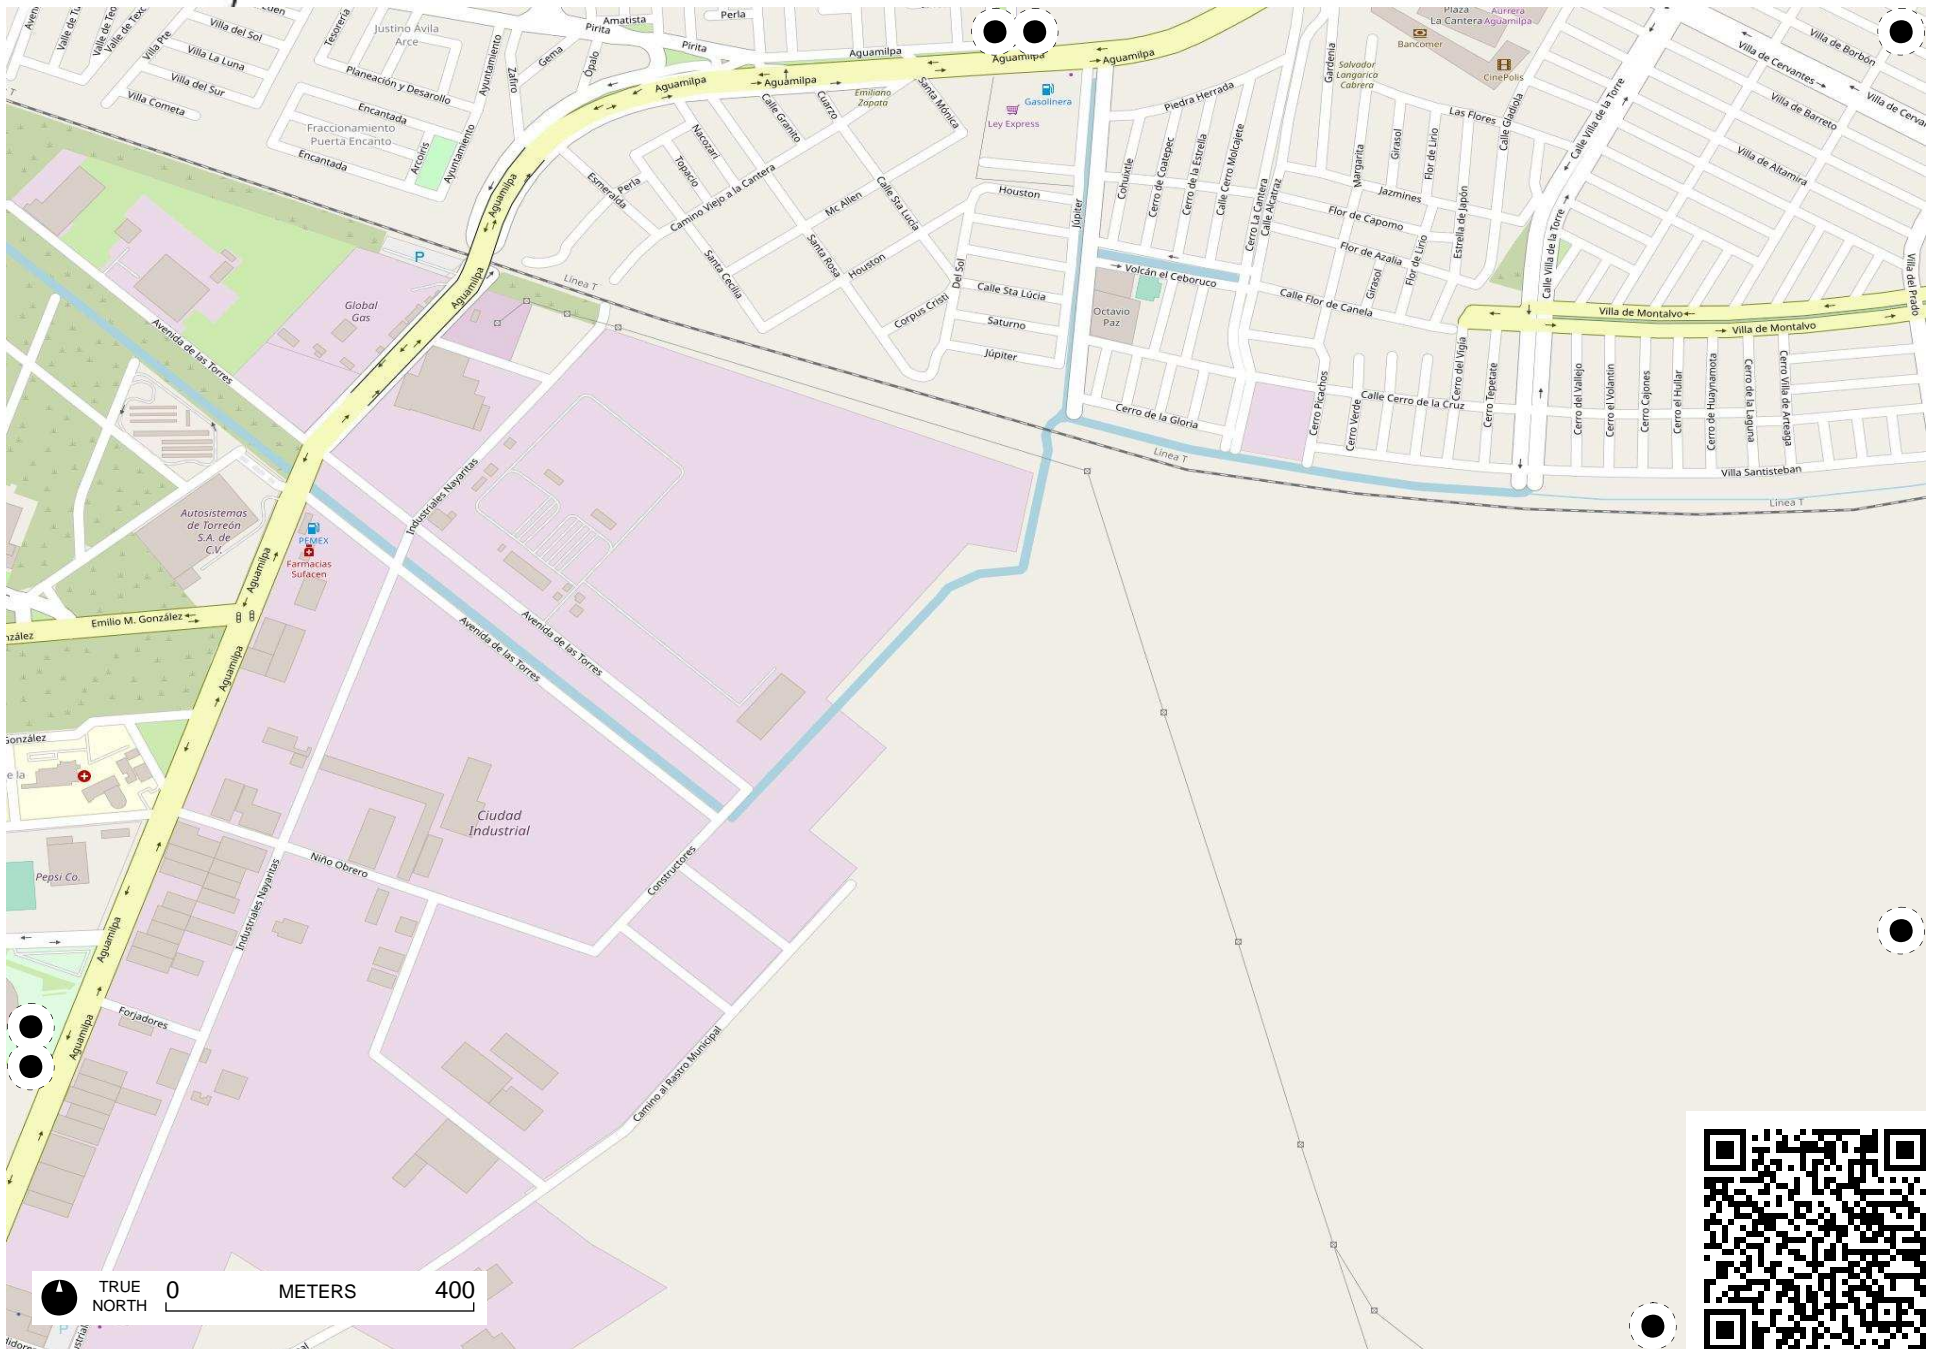 Villa del Sol
Villa La Luna
Villa del Sur
Villa Cometa
Villa Pte
Tesorería
Justino Ávila
Arce
Planeación y Desarollo
Encantada
Fraccionamiento
Puerta Encanto
Encantada
Arcoiris
Ayuntamiento
Ayuntamiento
Zafiro
Gema
Ópalo
Amatista
Pirita
Pirita
Perla
Aguamilpa
Aguamilpa
Aguamilpa
Aguamilpa
Aguamilpa
Calle Granito
Cuarzo
Emiliano
Zapata
Santa Mónica
Gasolinera
Ley Express
Nacozari
Topacio
Perla
Esmeralda
Camino Viejo a la Cantera
Mc Allen
Calle Sta Lucía
Santa Rosa
Santa Cecilia
Houston
Houston
Del Sol
Corpus Cristi
Calle Sta Lúcia
Saturno
Júpiter
Júpiter
Piedra Herrada
Cohuixtle
Cerro de Coatepec
Cerro de la Estrella
Calle Cerro Molcajete
Cerro La Cantera
Calle Alcatraz
Volcán el Ceboruco
Octavio
Paz
Cerro de la Gloria
Linea T
Linea T
Linea T
Gardenia
Salvador
Langarica
Cabrera
Bancomer
CinePolis
Plaza
La Cantera
Aurrera
Aguamilpa
Las Flores
Calle Gladiola
Margarita
Girasol
Flor de Lirio
Jazmines
Flor de Capomo
Flor de Azalia
Girasol
Flor de Lirio
Estrella de Japón
Calle Flor de Canela
Calle Villa de la Torre
Calle Villa de la Torre
Villa de Cervantes
Villa de Borbón
Villa de Barreto
Villa de Altamira
Villa del Prado
Villa de Montalvo
Villa de Montalvo
Cerro Picachos
Cerro Verde
Calle Cerro de la Cruz
Cerro del Vigía
Cerro Tepetate
Cerro del Vallejo
Cerro el Volantín
Cerro Cajones
Cerro el Hullar
Cerro de Huaynamota
Cerro de la Laguna
Cerro Villa de Arteaga
Villa Santisteban
P
Aguamilpa
Aguamilpa
Global
Gas
Avenida de las Torres
Autosistemas
de Torreón
S.A. de
C.V.
PEMEX
Farmacias
Sufacen
Aguamilpa
Emilio M. González
Aguamilpa
Industriales Nayaritas
Avenida de las Torres
Avenida de las Torres
Pepsi Co.
Ciudad
Industrial
Niño Obrero
Constructores
Industriales Nayaritas
Aguamilpa
Forjadores
Aguamilpa
Camino al Rastro Municipal
TRUE
NORTH
0 METERS 400